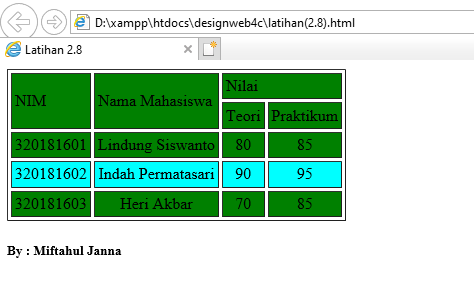 D:\xampp\htdocs\designweb4c\latihan(2.8).html
Latihan 2.8
NIM Nama Mahasiswa Nilai
Teori Praktikum
320181601 Lindung Siswanto 80 85
320181602 Indah Permatasari 90 95
320181603 Heri Akbar 70 85
By : Miftahul Janna